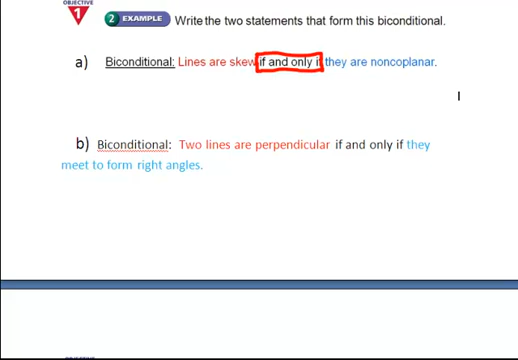 OBJECTIVE
1
2 EXAMPLE Write the two statements that form this biconditional.
a) Biconditional: Lines are skew if and only if they are noncoplanar.
b) Biconditional: Two lines are perpendicular if and only if they
meet to form right angles.